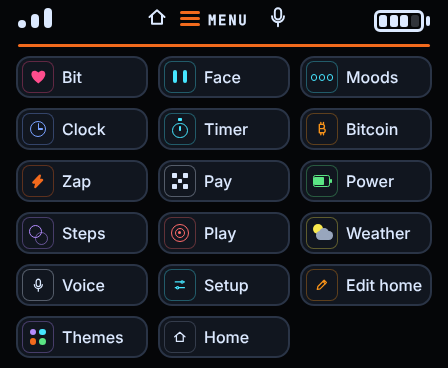 MENU
Bit Face Moods
Clock Timer Bitcoin
Zap Pay Power
Steps Play Weather
Voice Setup Edit home
Themes Home